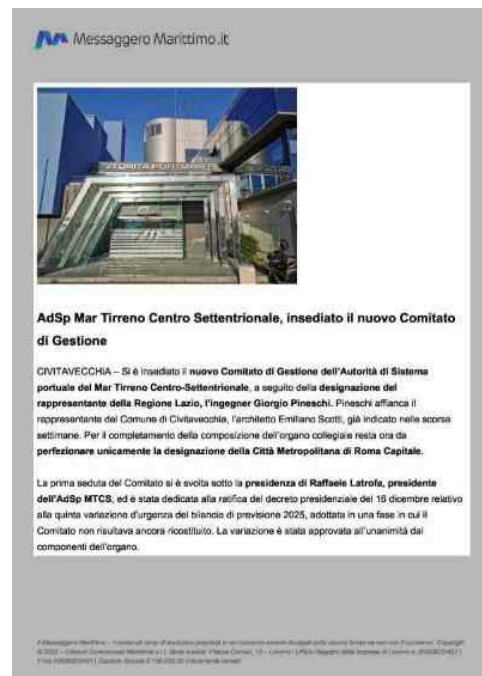 Messaggero Marittimo.it
AUTORITÀ PORTUALE
AdSp Mar Tirreno Centro Settentrionale, insediato il nuovo Comitato
di Gestione
CIVITAVECCHIA – Si è insediato il nuovo Comitato di Gestione dell'Autorità di Sistema
portuale del Mar Tirreno Centro-Settentrionale, a seguito della designazione del
rappresentante della Regione Lazio, l'ingegner Giorgio Pineschi. Pineschi affianca il
rappresentante del Comune di Civitavecchia, l'architetto Emiliano Scotti, già indicato nelle scorse
settimane. Per il completamento della composizione dell'organo collegiale resta ora da
perfezionare unicamente la designazione della Città Metropolitana di Roma Capitale.
La prima seduta del Comitato si è svolta sotto la presidenza di Raffaele Latrofa, presidente
dell'AdSp MTCS, ed è stata dedicata alla ratifica del decreto presidenziale del 16 dicembre relativo
alla quinta variazione d'urgenza del bilancio di previsione 2025, adottata in una fase in cui il
Comitato non risultava ancora ricostituito. La variazione è stata approvata all'unanimità dai
componenti dell'organo.